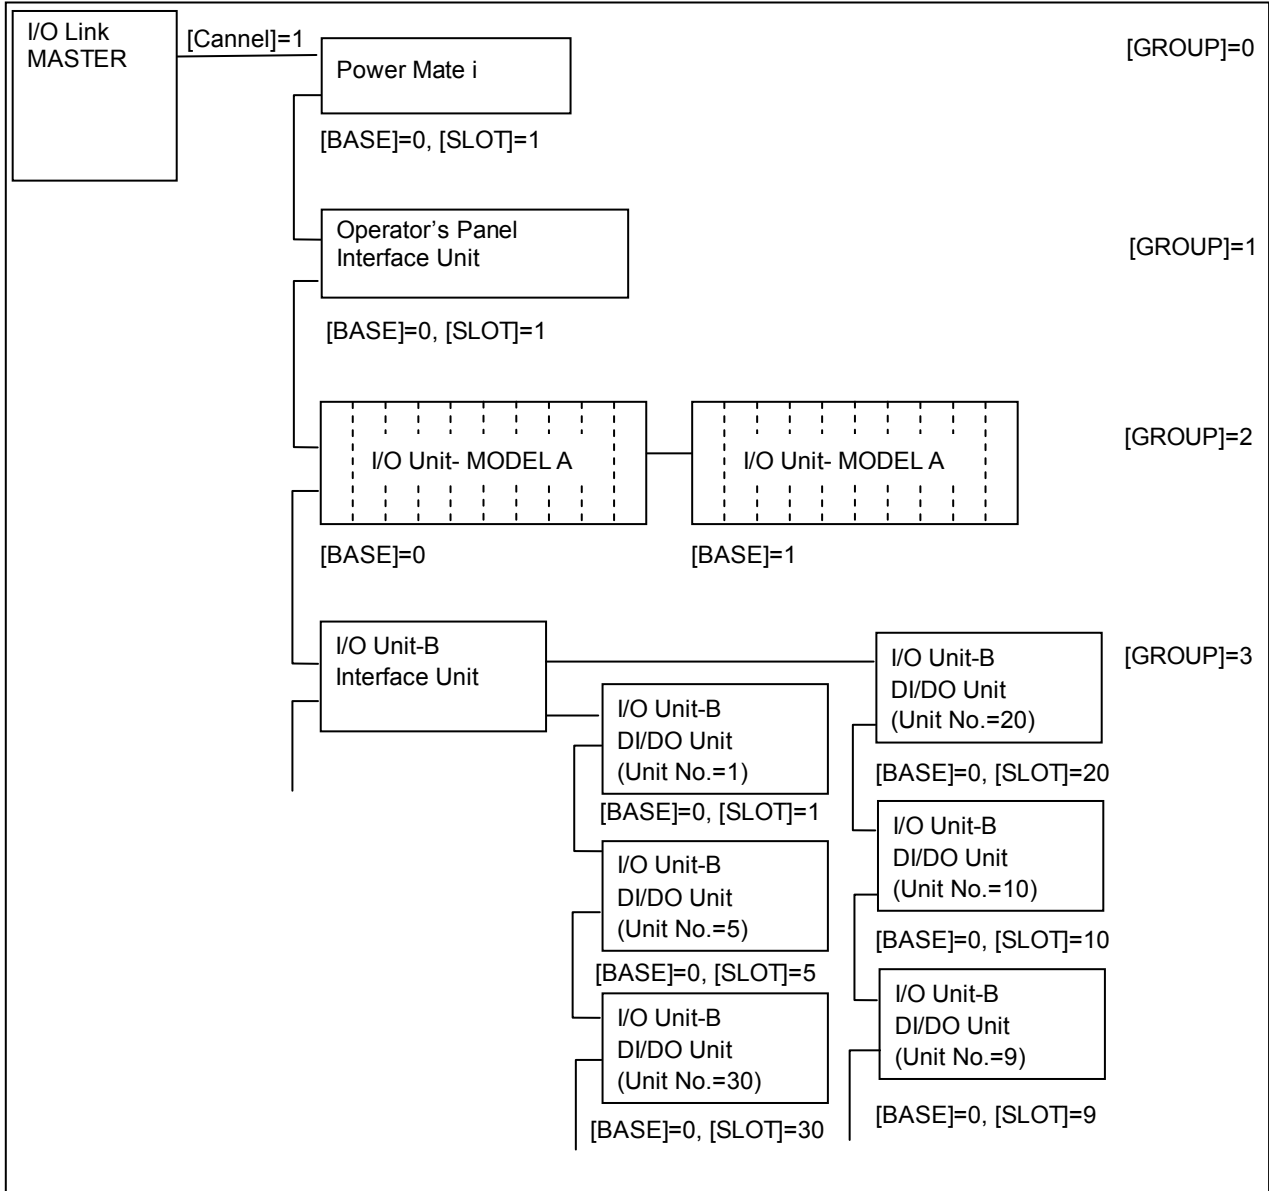 I/O Link
MASTER
[Cannel]=1
Power Mate i
[GROUP]=0
[BASE]=0, [SLOT]=1
Operator’s Panel
Interface Unit
[GROUP]=1
[BASE]=0, [SLOT]=1
I/O Unit- MODEL A
I/O Unit- MODEL A
[GROUP]=2
[BASE]=0
[BASE]=1
I/O Unit-B
Interface Unit
[GROUP]=3
I/O Unit-B
DI/DO Unit
(Unit No.=1)
[BASE]=0, [SLOT]=1
I/O Unit-B
DI/DO Unit
(Unit No.=5)
[BASE]=0, [SLOT]=5
I/O Unit-B
DI/DO Unit
(Unit No.=30)
[BASE]=0, [SLOT]=30
I/O Unit-B
DI/DO Unit
(Unit No.=20)
[BASE]=0, [SLOT]=20
I/O Unit-B
DI/DO Unit
(Unit No.=10)
[BASE]=0, [SLOT]=10
I/O Unit-B
DI/DO Unit
(Unit No.=9)
[BASE]=0, [SLOT]=9